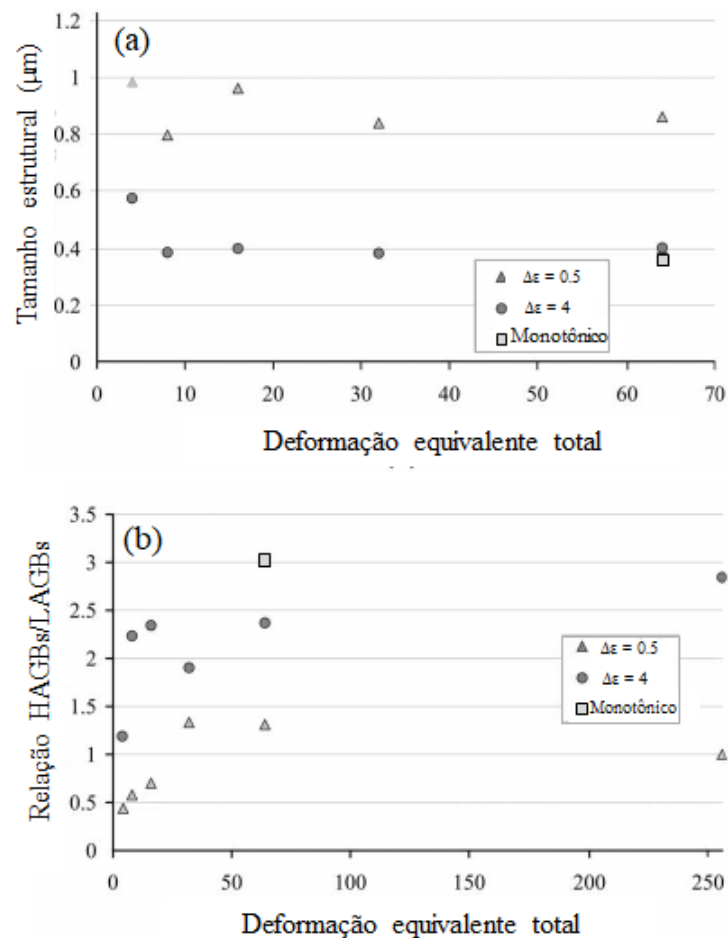 (a)
Tamanho estrutural (μm)
1.2
1
0.8
0.6
0.4
0.2
0
0 10 20 30 40 50 60 70
Δε = 0.5
Δε = 4
Monotônico
Deformação equivalente total
(b)
Relação HAGBs/LAGBs
3.5
3
2.5
2
1.5
1
0.5
0
0 50 100 150 200 250
Δε = 0.5
Δε = 4
Monotônico
Deformação equivalente total